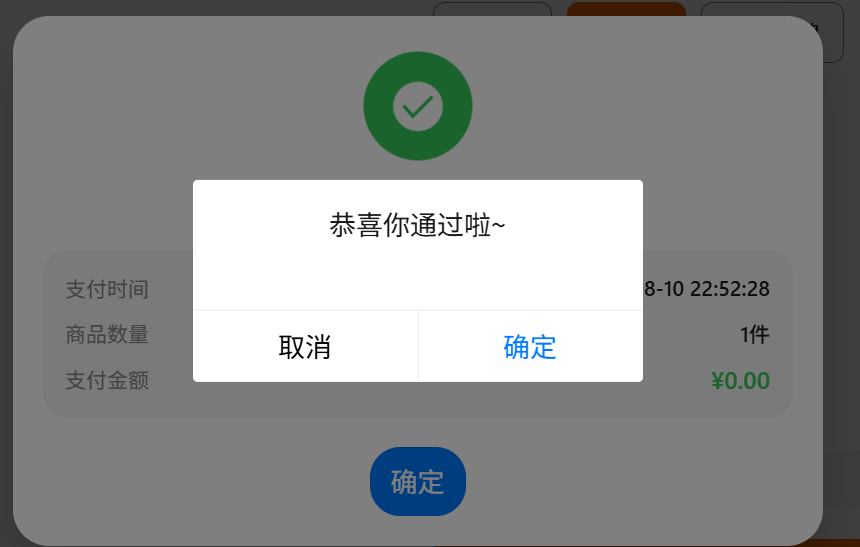 恭喜你通过啦~
支付时间
8-10 22:52:28
商品数量
1件
支付金额
¥0.00
取消
确定
确定